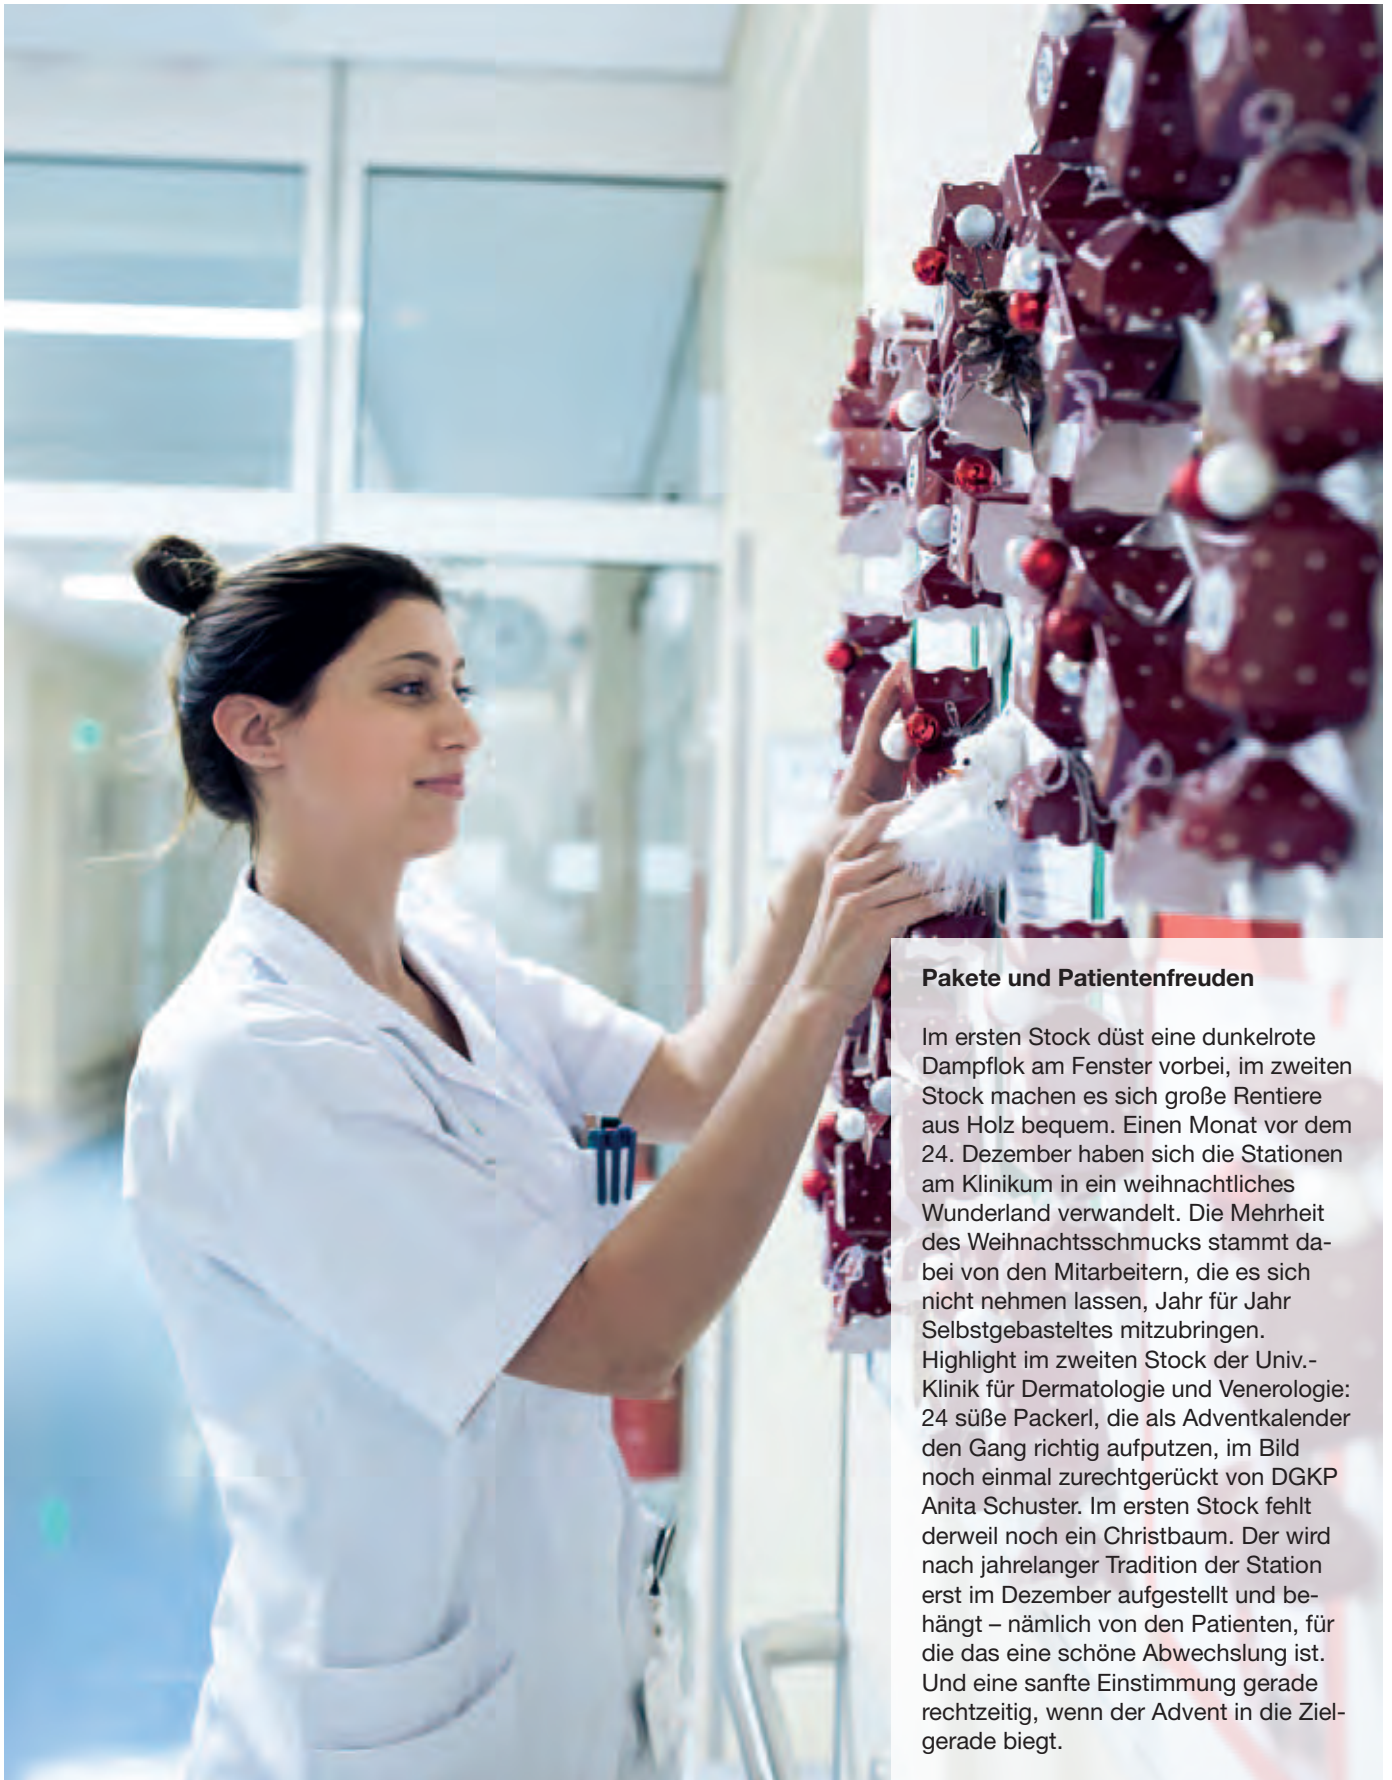 Pakete und Patientenfreuden
Im ersten Stock düst eine dunkelrote
Dampflok am Fenster vorbei, im zweiten
Stock machen es sich große Rentiere
aus Holz bequem. Einen Monat vor dem
24. Dezember haben sich die Stationen
am Klinikum in ein weihnachtliches
Wunderland verwandelt. Die Mehrheit
des Weihnachtsschmucks stammt da-
bei von den Mitarbeitern, die es sich
nicht nehmen lassen, Jahr für Jahr
Selbstgebasteltes mitzubringen.
Highlight im zweiten Stock der Univ.-
Klinik für Dermatologie und Venerologie:
24 süße Packerl, die als Adventkalender
den Gang richtig aufputzen, im Bild
noch einmal zurechtgerückt von DGKP
Anita Schuster. Im ersten Stock fehlt
derweil noch ein Christbaum. Der wird
nach jahrelanger Tradition der Station
erst im Dezember aufgestellt und be-
hängt – nämlich von den Patienten, für
die das eine schöne Abwechslung ist.
Und eine sanfte Einstimmung gerade
rechtzeitig, wenn der Advent in die Ziel-
gerade biegt.